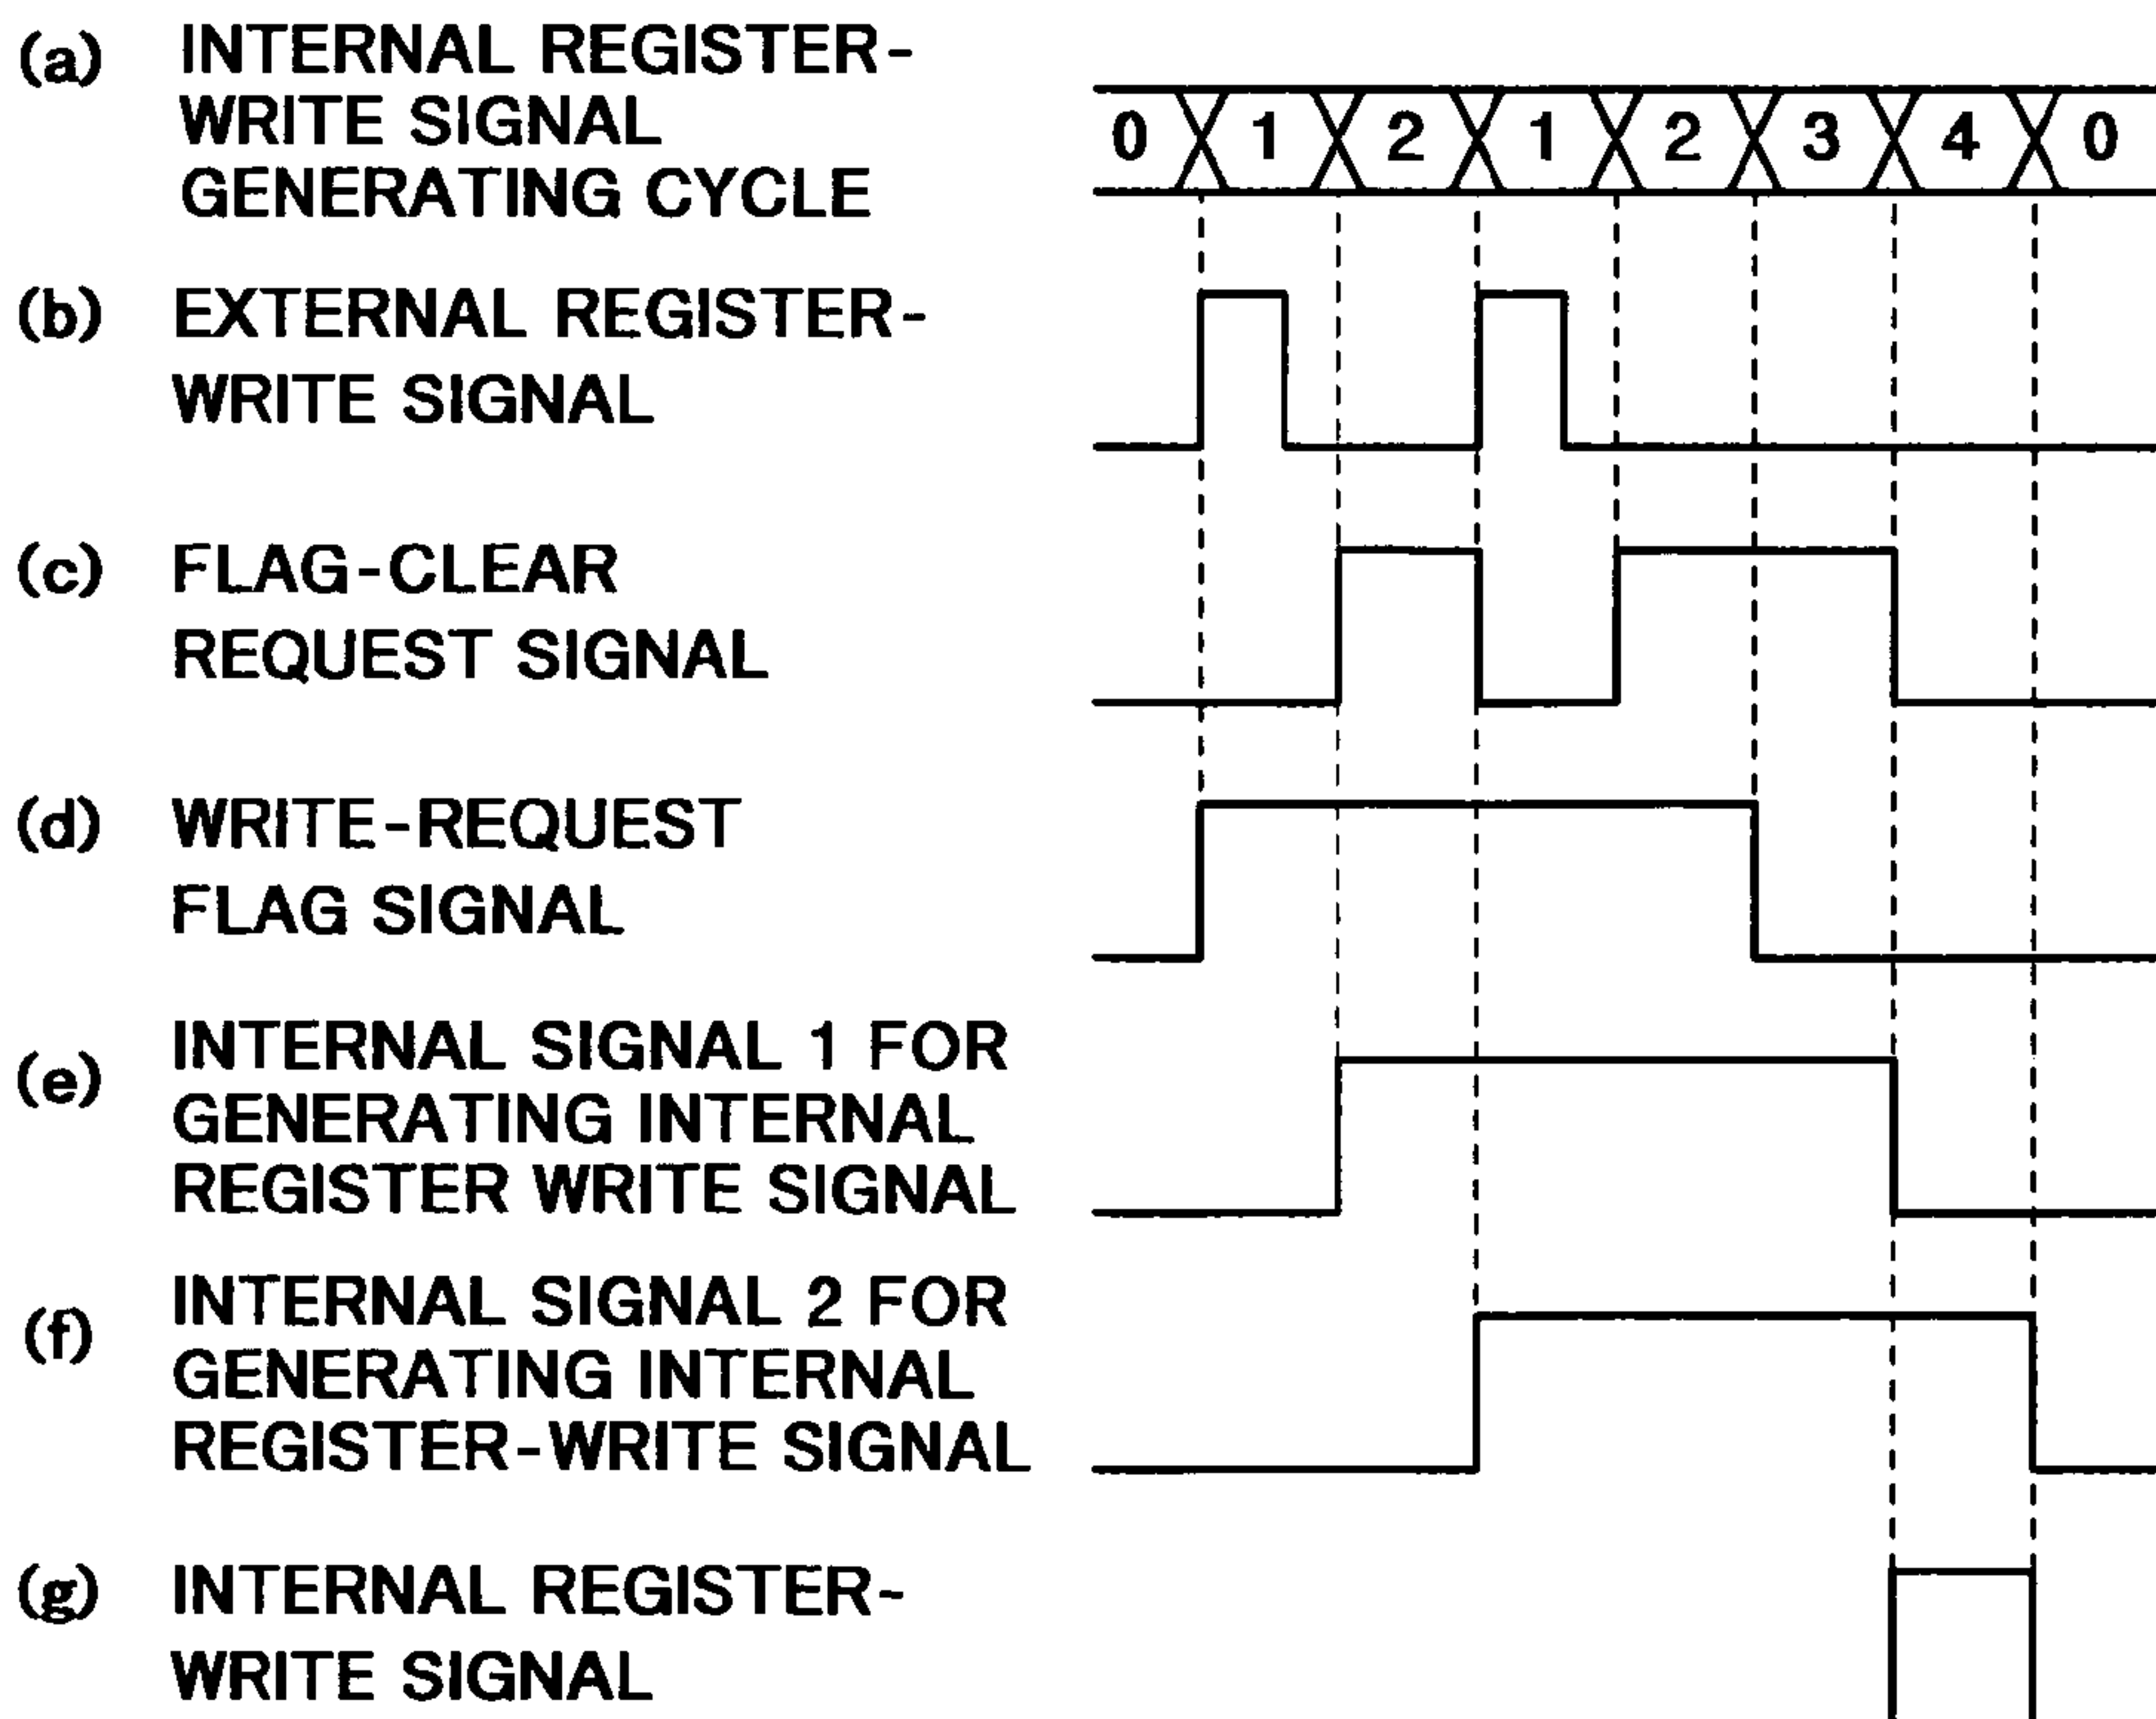 (a) INTERNAL REGISTER-
WRITE SIGNAL
GENERATING CYCLE
0 1 2 1 2 3 4 0
(b) EXTERNAL REGISTER-
WRITE SIGNAL
(c) FLAG-CLEAR
REQUEST SIGNAL
(d) WRITE-REQUEST
FLAG SIGNAL
(e) INTERNAL SIGNAL 1 FOR
GENERATING INTERNAL
REGISTER WRITE SIGNAL
(f) INTERNAL SIGNAL 2 FOR
GENERATING INTERNAL
REGISTER-WRITE SIGNAL
(g) INTERNAL REGISTER-
WRITE SIGNAL